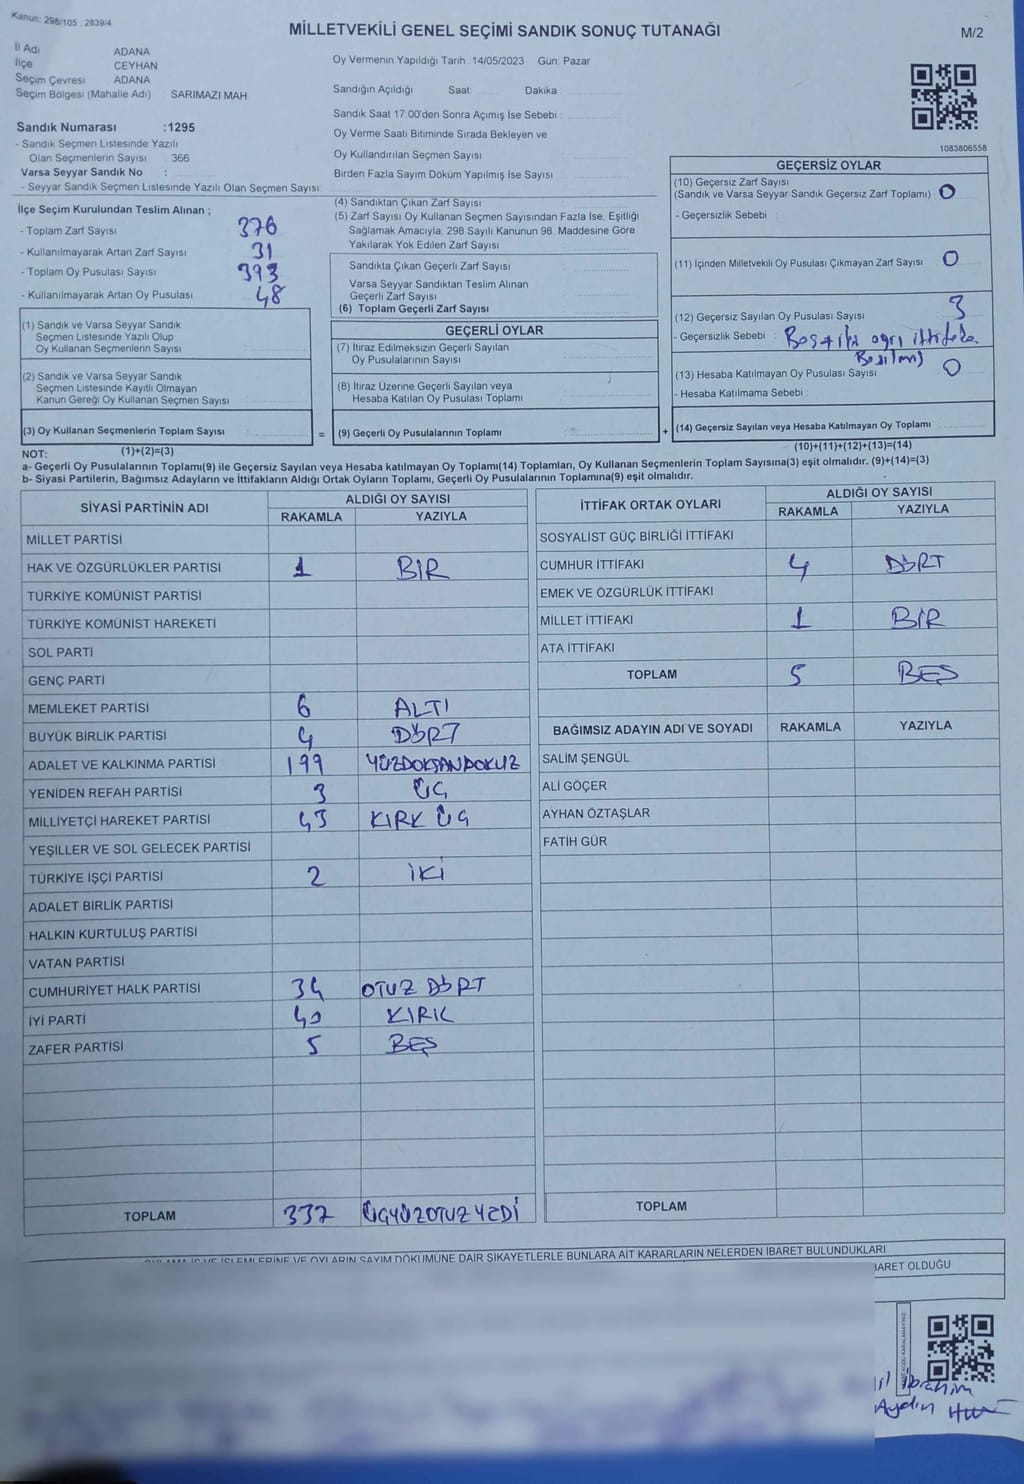 Kanun: 298/105, 2839/4
MİLLETVEKİLİ GENEL SEÇİMİ SANDIK SONUÇ TUTANAĞI
M/2
İl Adı ADANA
İlçe CEYHAN
Seçim Çevresi ADANA
Seçim Bölgesi (Mahalle Adı) SARIMAZI MAH.
Sandık Numarası :1295
- Sandık Seçmen Listesinde Yazılı
Olan Seçmenlerin Sayısı 366
Varsa Seyyar Sandık No :
- Seyyar Sandık Seçmen Listesinde Yazılı Olan Seçmen Sayısı
Oy Vermenin Yapıldığı Tarih 14/05/2023 Gün: Pazar
Sandığın Açıldığı Saat Dakika
Sandık Saat 17:00'den Sonra Açımış İse Sebebi
Oy Verme Saati Bitiminde Sırada Bekleyen ve
Oy Kullandırılan Seçmen Sayısı
Birden Fazla Sayım Döküm Yapılmış İse Sayısı
1083806558
İlçe Seçim Kurulundan Teslim Alınan ;
- Toplam Zarf Sayısı 376
- Kullanılmayarak Artan Zarf Sayısı 31
- Toplam Oy Pusulası Sayısı 393
- Kullanılmayarak Artan Oy Pusulası 48
(1) Sandık ve Varsa Seyyar Sandık
Seçmen Listesinde Yazılı Olup
Oy Kullanan Seçmenlerin Sayısı
(2) Sandık ve Varsa Seyyar Sandık
Seçmen Listesinde Kayıtlı Olmayan
Kanun Gereği Oy Kullanan Seçmen Sayısı
(3) Oy Kullanan Seçmenlerin Toplam Sayısı
(1)+(2)=(3)
(4) Sandıktan Çıkan Zarf Sayısı
(5) Zarf Sayısı Oy Kullanan Seçmen Sayısından Fazla İse, Eşitliği
Sağlamak Amacıyla; 298 Sayılı Kanunun 98. Maddesine Göre
Yakılarak Yok Edilen Zarf Sayısı
Sandıkta Çıkan Geçerli Zarf Sayısı
Varsa Seyyar Sandıktan Teslim Alınan
Geçerli Zarf Sayısı
(6) Toplam Geçerli Zarf Sayısı
GEÇERLİ OYLAR
(7) İtiraz Edilmeksizin Geçerli Sayılan
Oy Pusulalarının Sayısı
(8) İtiraz Üzerine Geçerli Sayılan veya
Hesaba Katılan Oy Pusulası Toplamı
= (9) Geçerli Oy Pusulalarının Toplamı
GEÇERSİZ OYLAR
(10) Geçersiz Zarf Sayısı
(Sandık ve Varsa Seyyar Sandık Geçersiz Zarf Toplamı) 0
- Geçersizlik Sebebi
(11) İçinden Milletvekili Oy Pusulası Çıkmayan Zarf Sayısı 0
(12) Geçersiz Sayılan Oy Pusulası Sayısı 3
- Geçersizlik Sebebi ittifaka
Basılmış
(13) Hesaba Katılmayan Oy Pusulası Sayısı 0
- Hesaba Katılmama Sebebi :
+ (14) Geçersiz Sayılan veya Hesaba Katılmayan Oy Toplamı
(10)+(11)+(12)+(13)=(14)
NOT:
a- Geçerli Oy Pusulalarının Toplamı(9) ile Geçersiz Sayılan veya Hesaba katılmayan Oy Toplamı(14) Toplamları, Oy Kullanan Seçmenlerin Toplam Sayısına(3) eşit olmalıdır. (9)+(14)=(3)
b- Siyasi Partilerin, Bağımsız Adayların ve İttifakların Aldığı Ortak Oyların Toplamı, Geçerli Oy Pusulalarının Toplamına(9) eşit olmalıdır.
SİYASİ PARTİNİN ADI ALDIĞI OY SAYISI
RAKAMLA YAZIYLA
MİLLET PARTİSİ
HAK VE ÖZGÜRLÜKLER PARTİSİ 1 BİR
TÜRKİYE KOMÜNİST PARTİSİ
TÜRKİYE KOMÜNİST HAREKETİ
SOL PARTİ
GENÇ PARTİ
MEMLEKET PARTİSİ 6 ALTI
BÜYÜK BİRLİK PARTİSİ 4 DÖRT
ADALET VE KALKINMA PARTİSİ 199 YÜZDOKSANDOKUZ
YENİDEN REFAH PARTİSİ 3 ÜÇ
MİLLİYETÇİ HAREKET PARTİSİ 43 KIRK ÜÇ
YEŞİLLER VE SOL GELECEK PARTİSİ
TÜRKİYE İŞÇİ PARTİSİ 2 İKİ
ADALET BİRLİK PARTİSİ
HALKIN KURTULUŞ PARTİSİ
VATAN PARTİSİ
CUMHURİYET HALK PARTİSİ 34 OTUZ DÖRT
İYİ PARTİ 40 KIRK
ZAFER PARTİSİ 5 BEŞ
TOPLAM 337 ÜÇYÜZOTUZYEDİ
İTTİFAK ORTAK OYLARI ALDIĞI OY SAYISI
RAKAMLA YAZIYLA
SOSYALİST GÜÇ BİRLİĞİ İTTİFAKI
CUMHUR İTTİFAKI 4 DÖRT
EMEK VE ÖZGÜRLÜK İTTİFAKI
MİLLET İTTİFAKI 1 BİR
ATA İTTİFAKI
TOPLAM 5 BEŞ
BAĞIMSIZ ADAYIN ADI VE SOYADI RAKAMLA YAZIYLA
SALİM ŞENGÜL
ALİ GÖÇER
AYHAN ÖZTAŞLAR
FATİH GÜR
TOPLAM
OYLAMA İŞ VE İŞLEMLERİNE VE OYLARIN SAYIM DÖKÜMÜNE DAİR ŞİKAYETLERLE BUNLARA AİT KARARLARIN NELERDEN İBARET BULUNDUKLARI
BARET OLDUĞU
İbrahim
Aydın